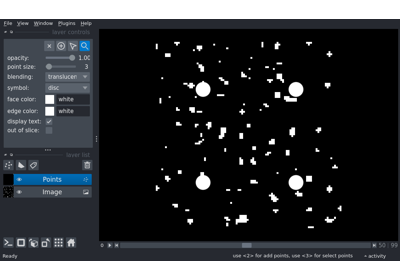 File View Window Plugins Help
layer controls
opacity: 1.00
point size: 3
blending: translucen
symbol: disc
face color: white
edge color: white
display text:
out of slice:
layer list
Points
Image
50 99
Ready use <2> for add points, use <3> for select points activity